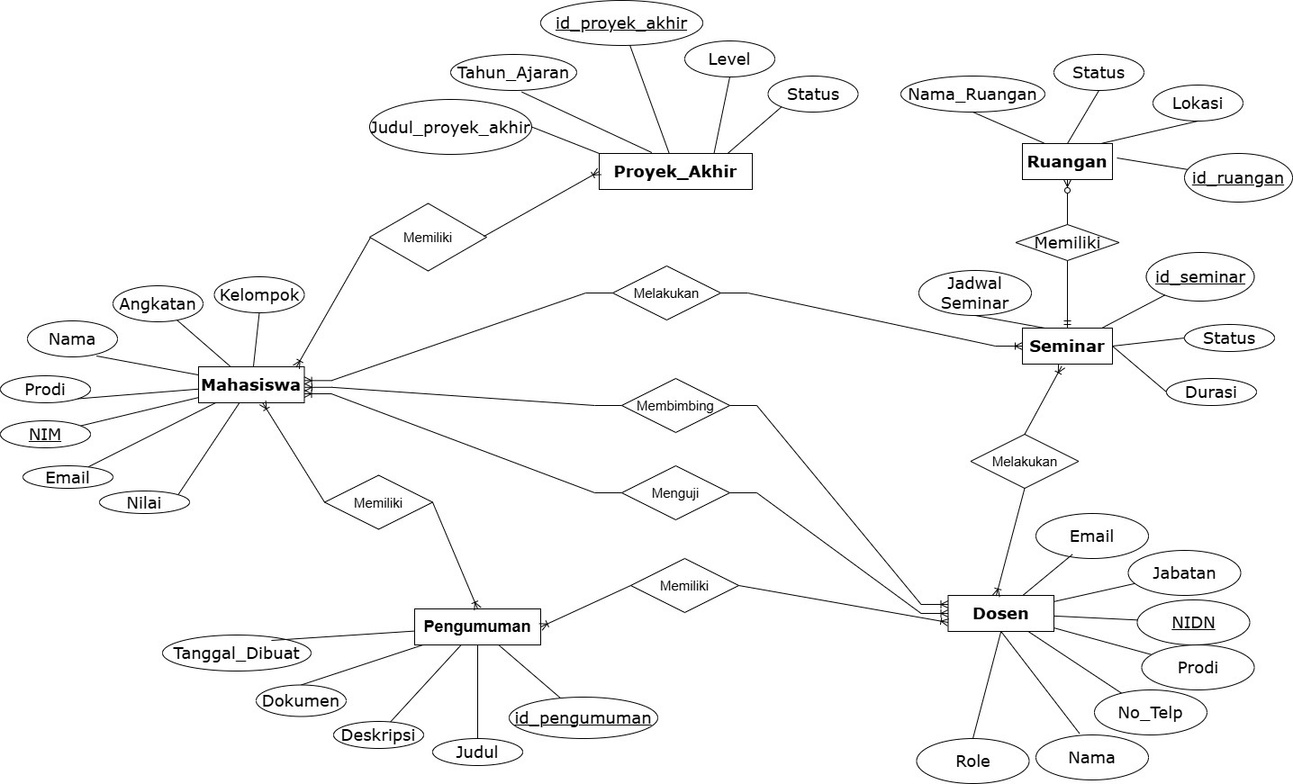 id_proyek_akhir
Tahun_Ajaran
Level
Status
Judul_proyek_akhir
Proyek_Akhir
Nama_Ruangan
Status
Lokasi
Ruangan
id_ruangan
Memiliki
Memiliki
Jadwal
Seminar
id_seminar
Melakukan
Seminar
Status
Durasi
Angkatan
Kelompok
Nama
Prodi
Mahasiswa
NIM
Email
Nilai
Membimbing
Melakukan
Memiliki
Menguji
Memiliki
Email
Jabatan
Dosen
NIDN
Prodi
No_Telp
Nama
Role
Pengumuman
Tanggal_Dibuat
Dokumen
Deskripsi
Judul
id_pengumuman